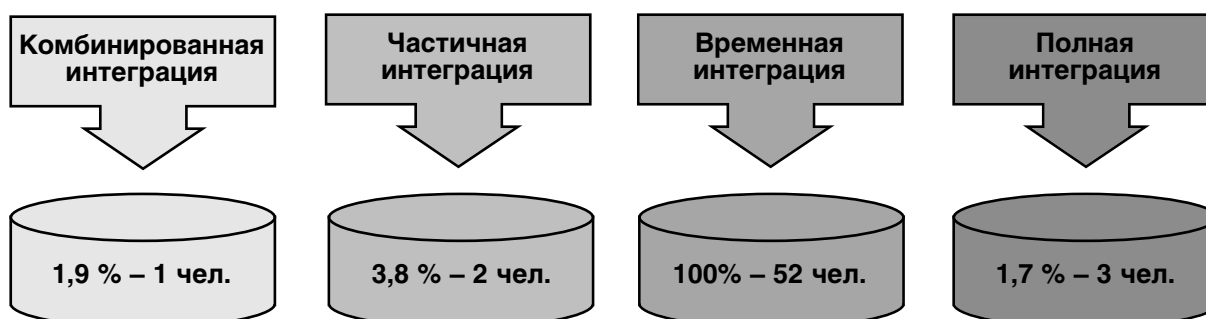 Комбинированная
интеграция
Частичная
интеграция
Временная
интеграция
Полная
интеграция
1,9 % – 1 чел.
3,8 % – 2 чел.
100% – 52 чел.
1,7 % – 3 чел.